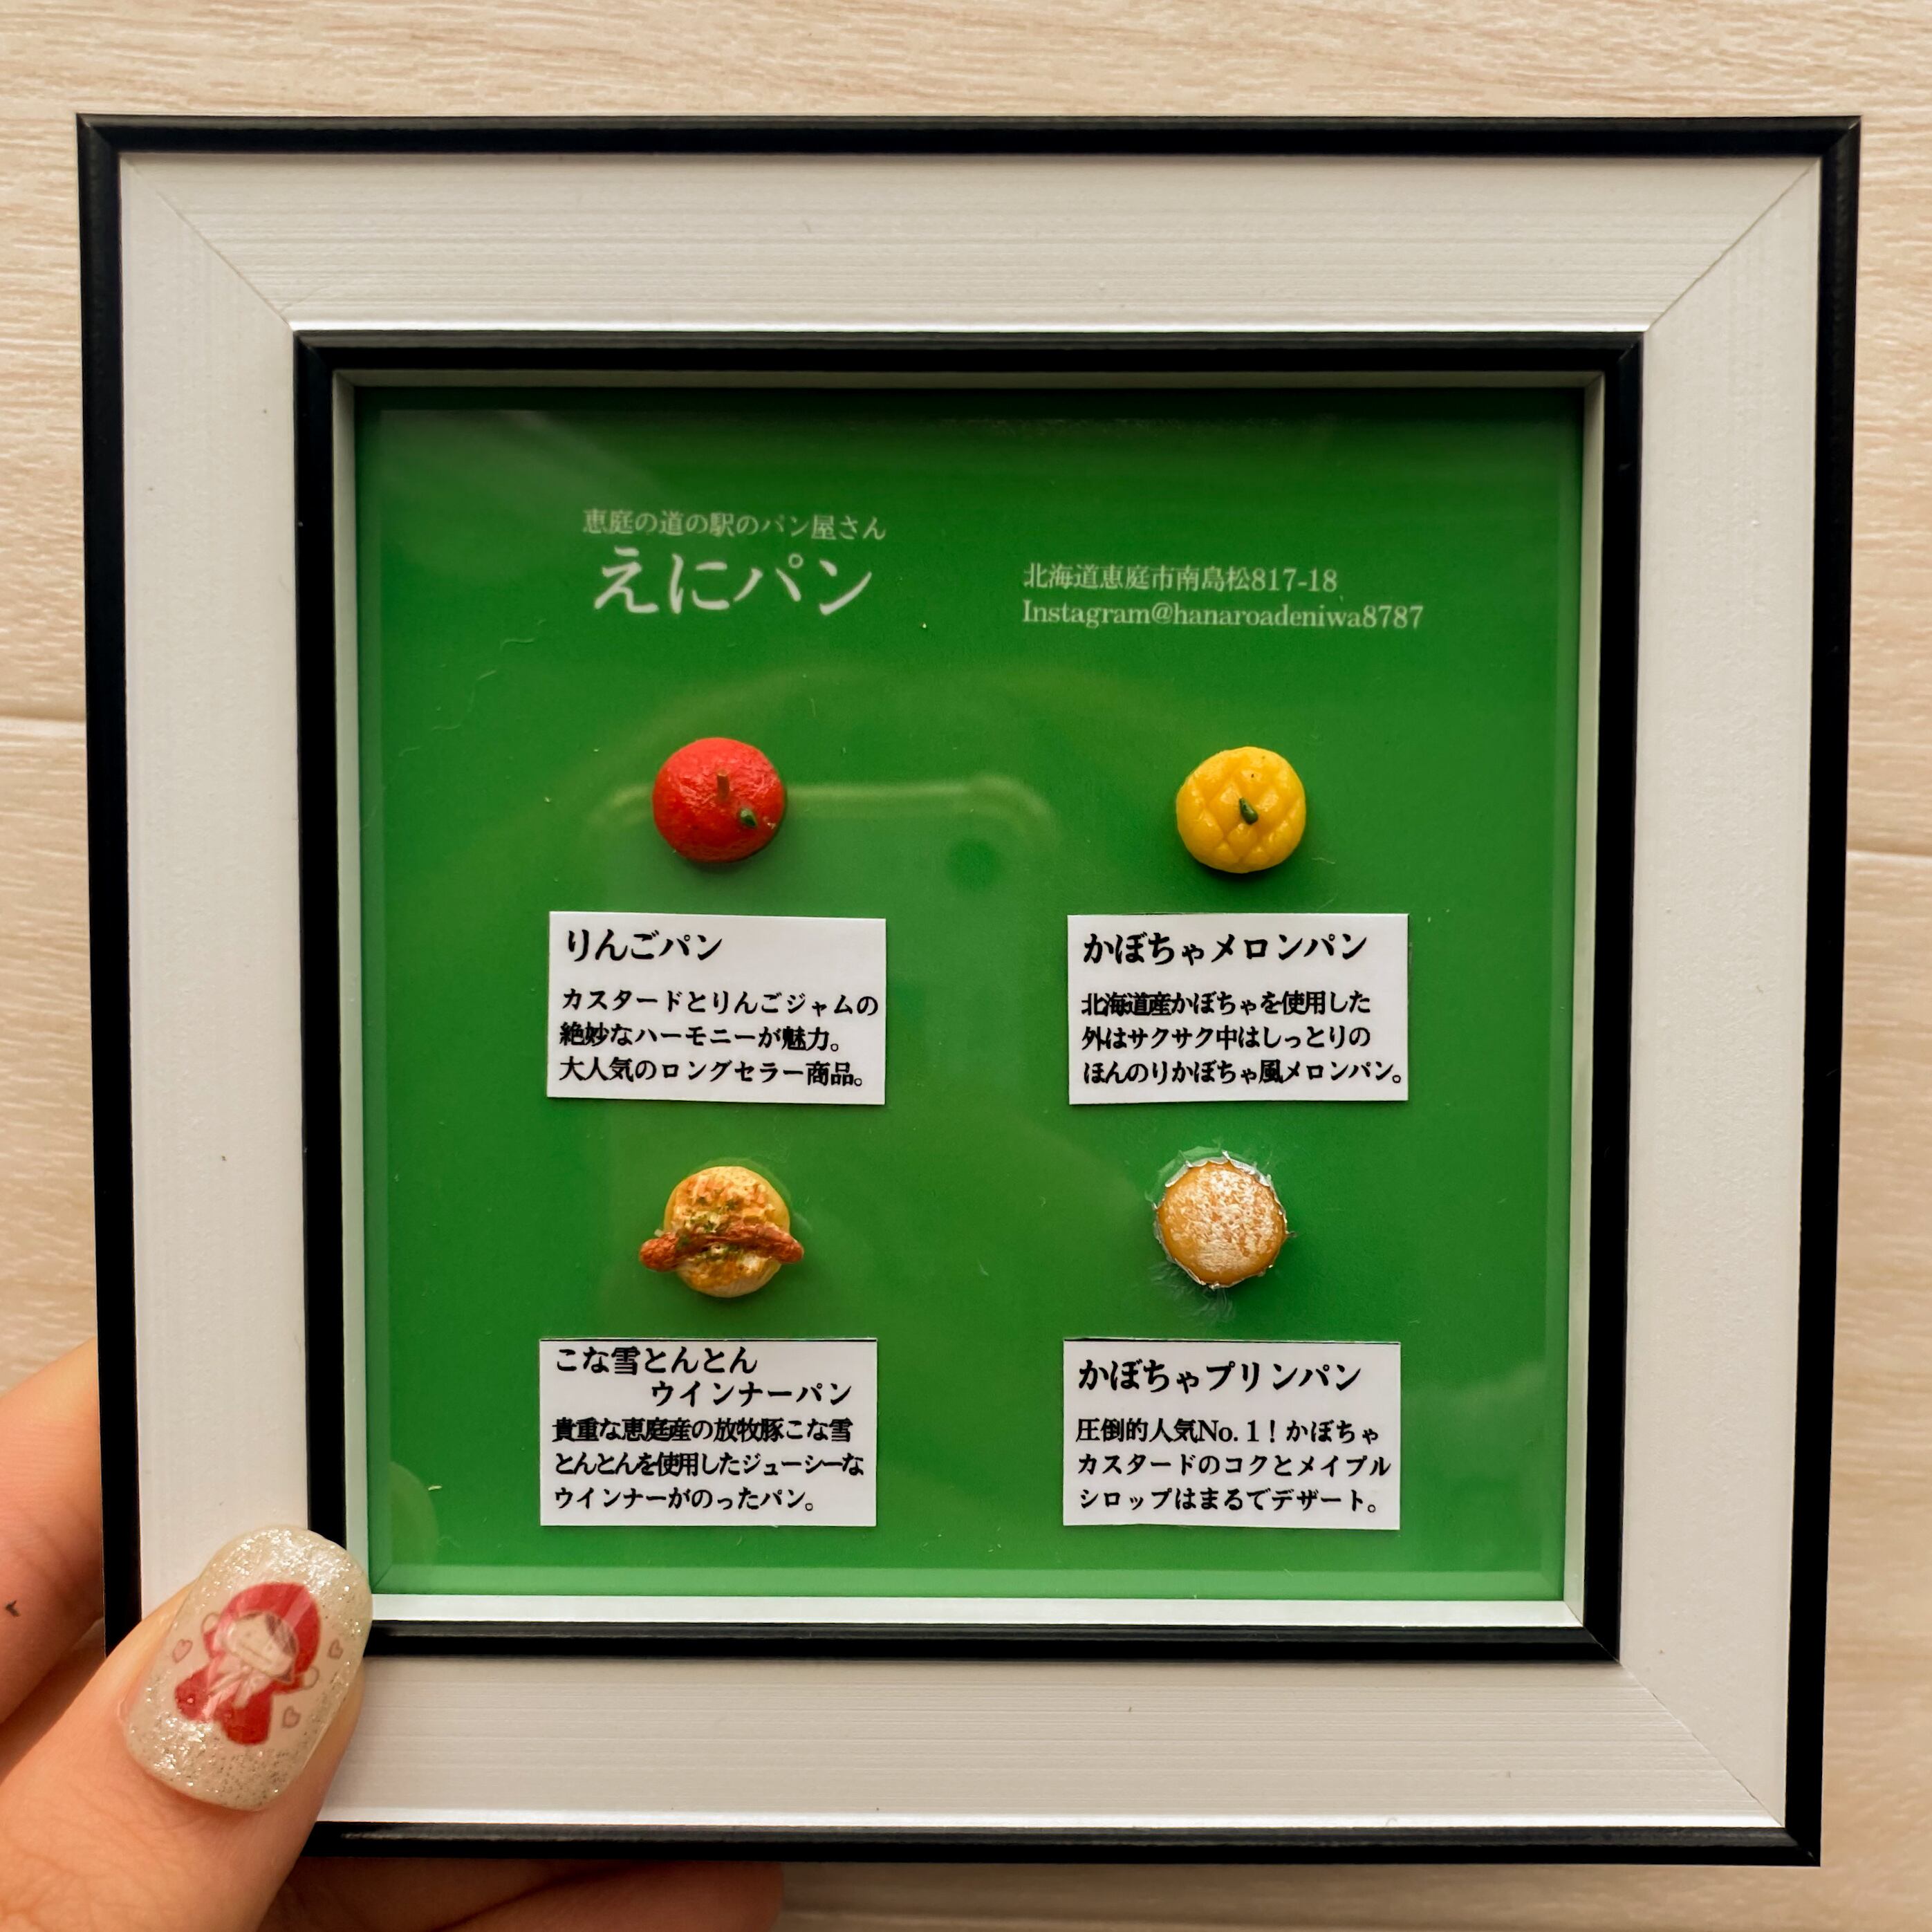 恵庭の道の駅のパン屋さん
えにパン
北海道恵庭市南島松817-18
Instagram@hanaroadeniwa8787
りんごパン
カスタードとりんごジャムの
絶妙なハーモニーが魅力。
大人気のロングセラー商品。
かぼちゃメロンパン
北海道産かぼちゃを使用した
外はサクサク中はしっとりの
ほんのりかぼちゃ風メロンパン。
こな雪とんとん
ウインナーパン
貴重な恵庭産の放牧豚こな雪
とんとんを使用したジューシーな
ウインナーがのったパン。
かぼちゃプリンパン
圧倒的人気No.1！かぼちゃ
カスタードのコクとメイプル
シロップはまるでデザート。